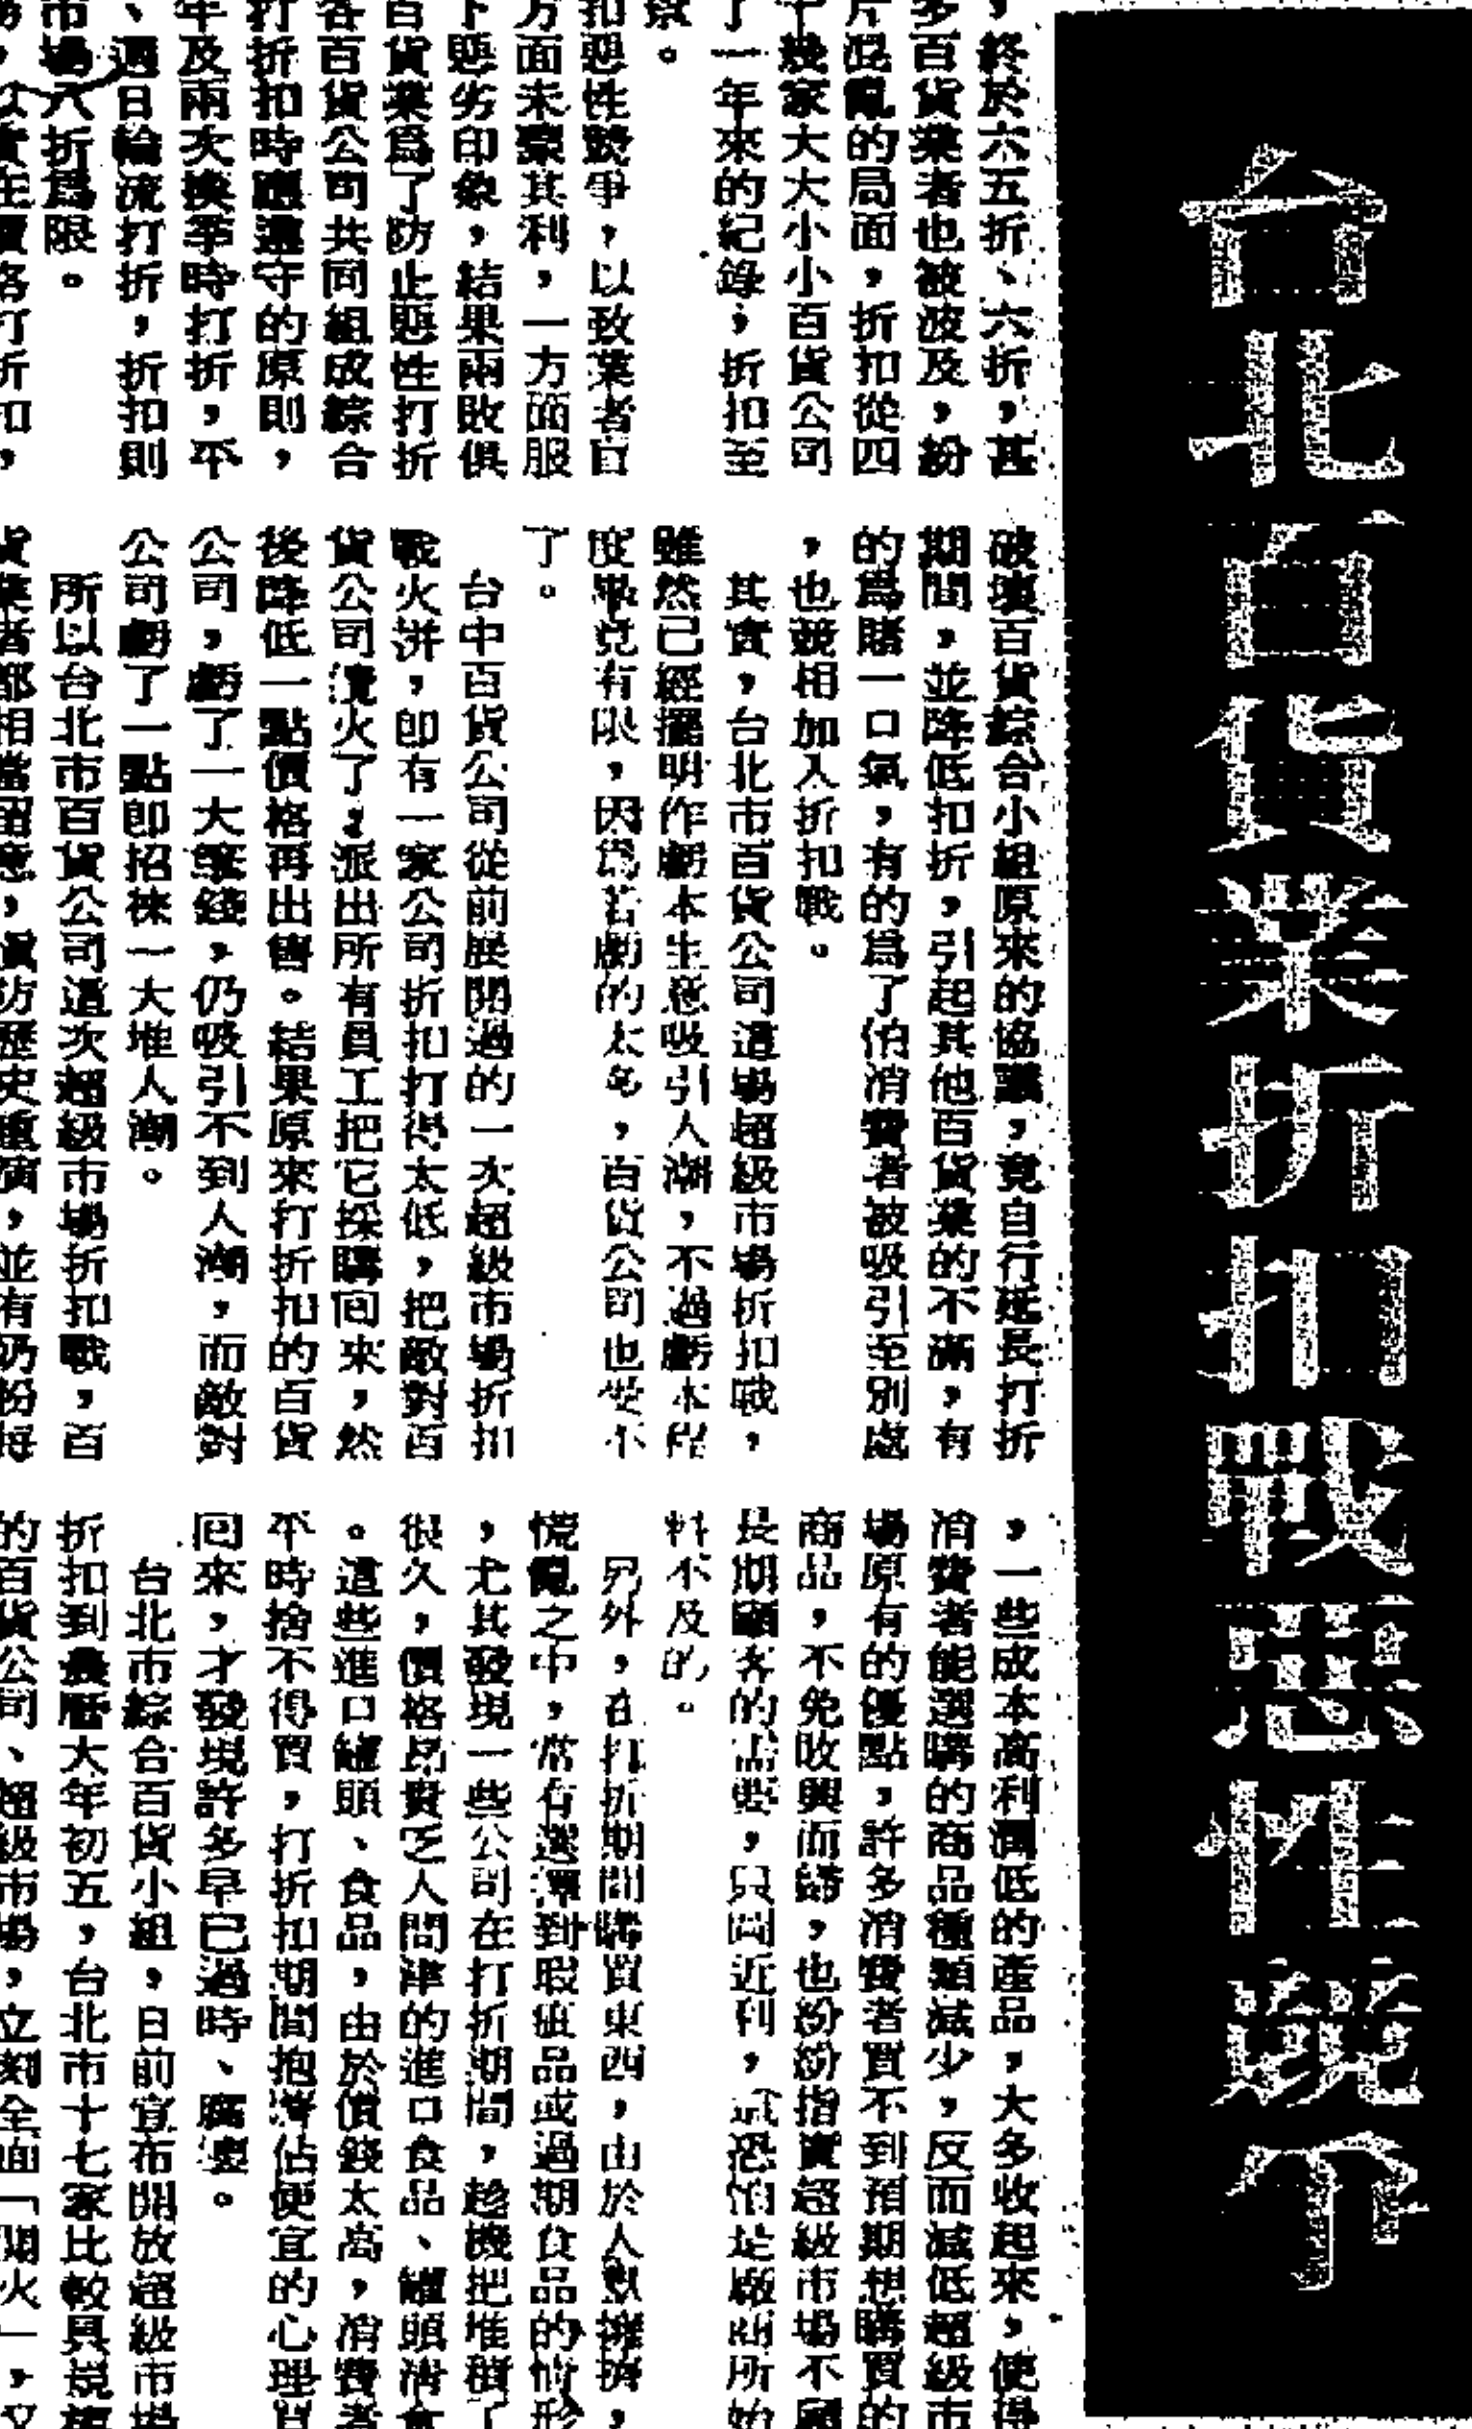 台北百貨業折扣戰惡性競爭
，終於六五折、六折，甚
多百貨業者也被波及，紛
片混亂的局面，折扣從四
十幾家大大小小百貨公司
了一年來的紀錄，折扣至
扣惡性競爭，以致業者百
方面未蒙其利，一方面服
下惡劣印象，結果兩敗俱
百貨業為了防止惡性打折
各百貨公司共同組成綜合
打折扣時應遵守的原則，
年及兩次換季時打折，不
、週日輪流打折，折扣則
市場八折為限。
價格打折扣，
破壞百貨綜合小組原來的協議，竟自行延長打折
期間，並降低扣折，引起其他百貨業的不滿，有
的為賭一口氣，有的為了怕消費者被吸引至別處
，也競相加入折扣戰。
其實，台北市百貨公司這場超級市場折扣戰，
雖然已經擺明作虧本生意吸引人潮，不過虧本程
度畢竟有限，因為若虧的太多，百貨公司也受不
了。
台中百貨公司從前展開過的一次超級市場折扣
戰火拼，即有一家公司折扣打得太低，把敵對百
貨公司惹火了，派出所有員工把它採購回來，然
後降低一點價格再出售。結果原來打折扣的百貨
公司，虧了一大筆錢，仍吸引不到人潮，而敵對
公司虧了一點即招徠一大堆人潮。
所以台北市百貨公司這次超級市場折扣戰，百
貨業者都相當留意，慎防歷史重演，並有
，一些成本高利潤低的產品，大多收起來，使得
消費者能選購的商品種類減少，反而減低超級市
場原有的優點，許多消費者買不到預期想購買的
商品，不免敗興而歸，也紛紛指責超級市場不顧
長期顧客的需要，只圖近利，這恐怕是廠商所始
料不及的。
另外，在打折期間購買東西，由於人數擁擠，
慌亂之中，常有選擇到瑕疵品或過期食品的情形
，尤其發現一些公司在打折期間，趁機把堆積了
很久，價格昂貴乏人問津的進口食品、罐頭清倉
。這些進口罐頭、食品，由於價錢太高，消費者
平時捨不得買，打折扣期間抱著佔便宜的心理買
回來，才發現許多早已過時、腐壞。
台北市綜合百貨小組，日前宣布開放超級市場
折扣到農曆大年初五，台北市十七家比較具規模
的百貨公司、超級市場，立刻全面「開火」，又